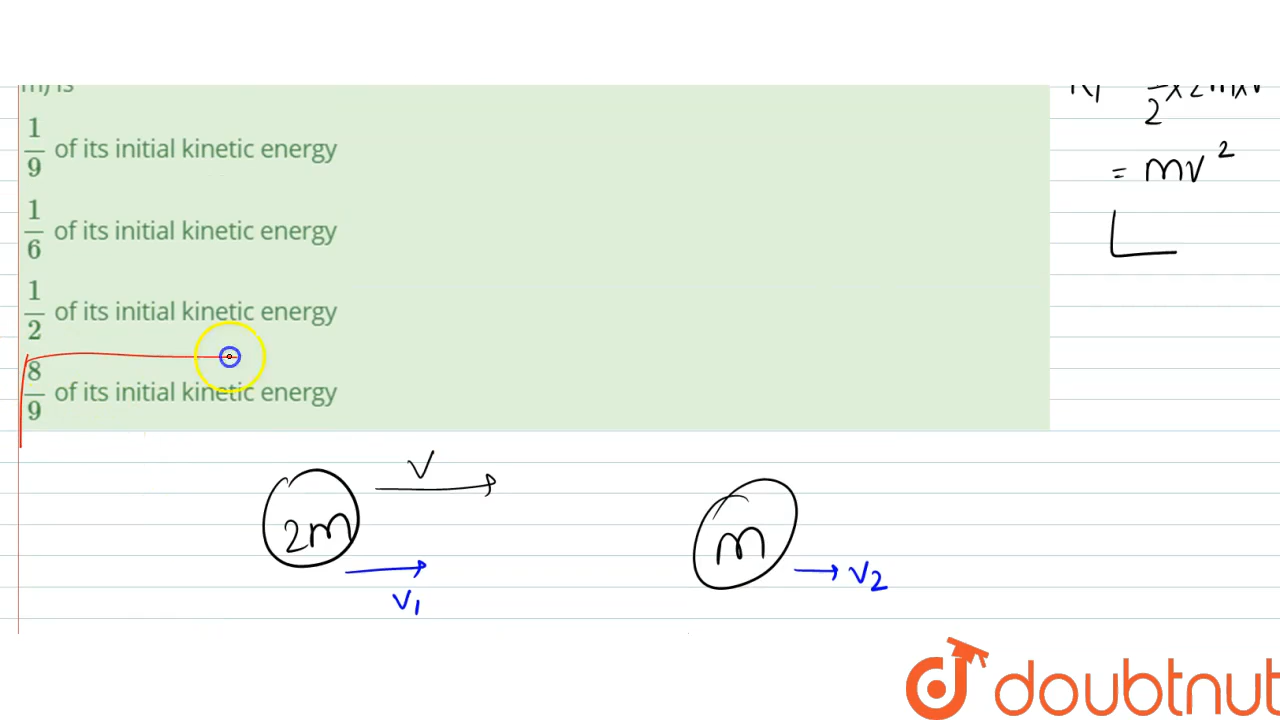 m) is
1/9 of its initial kinetic energy
1/6 of its initial kinetic energy
1/2 of its initial kinetic energy
8/9 of its initial kinetic energy
2
= mv²
2m
V
V₁
m
V₂
doubtnut